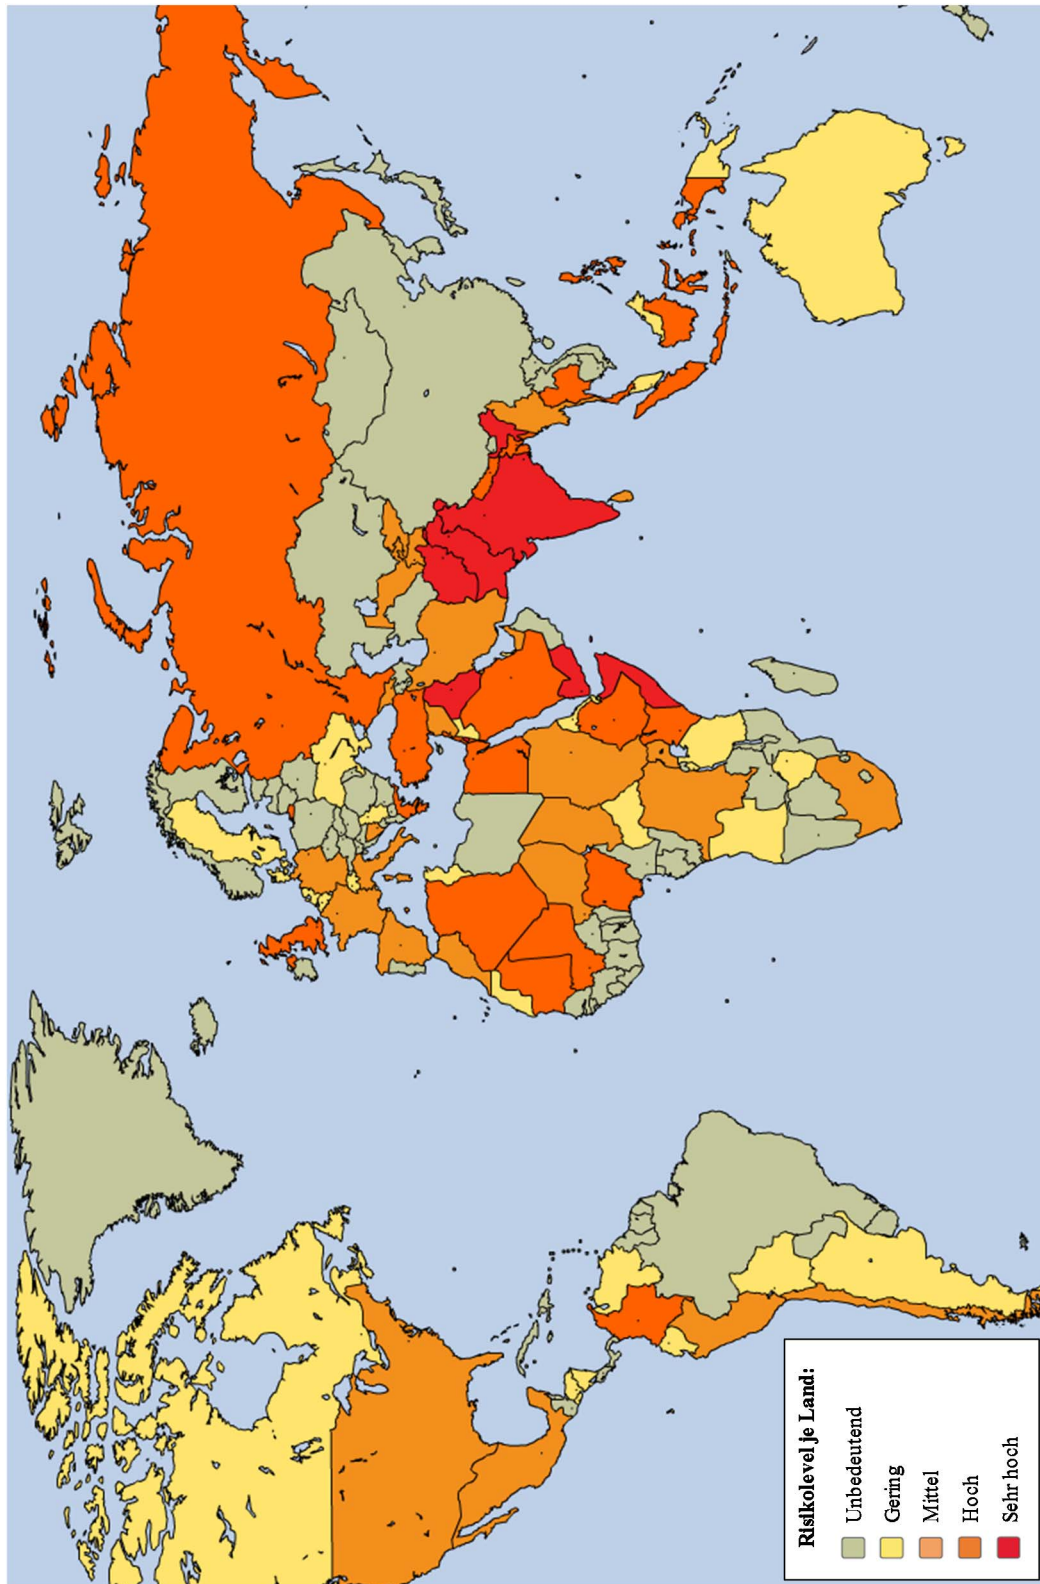 Risikolevel je Land:
Unbedeutend
Gering
Mittel
Hoch
Sehr hoch